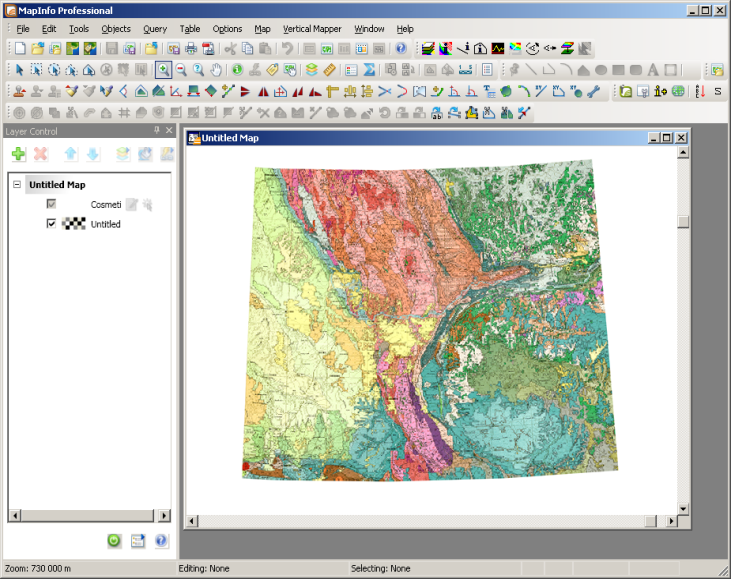 MapInfo Professional
File Edit Tools Objects Query Table Options Map Vertical Mapper Window Help
Layer Control
Untitled Map
Untitled Map
Cosmeti
Untitled
Zoom: 730 000 m Editing: None Selecting: None